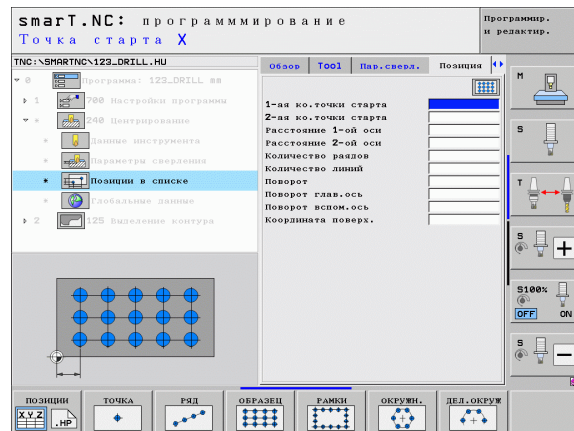 smarT.NC: программмирование
Точка старта X
Программир.
и редактир.
TNC:\SMARTNC\123_DRILL.HU
0 Программа: 123_DRILL мм
1 700 Настройки программы
* 240 Центрирование
* Данные инструмента
* Параметры сверления
* Позиции в списке
* Глобальные данные
2 125 Выделение контура
Обзор Tool Пар.сверл. Позиция
1-ая ко.точки старта
2-ая ко.точки старта
Расстояние 1-ой оси
Расстояние 2-ой оси
Количество раядов
Количество линий
Поворот
Поворот глав.ось
Поворот вспом.ось
Координата поверх.
M
S
T
S
S100%
OFF ON
S
ПОЗИЦИИ
X,Y,Z .HP
ТОЧКА
РЯД
ОБРАЗЕЦ
РАМКИ
ОКРУЖН.
ДЕЛ.ОКРУЖ